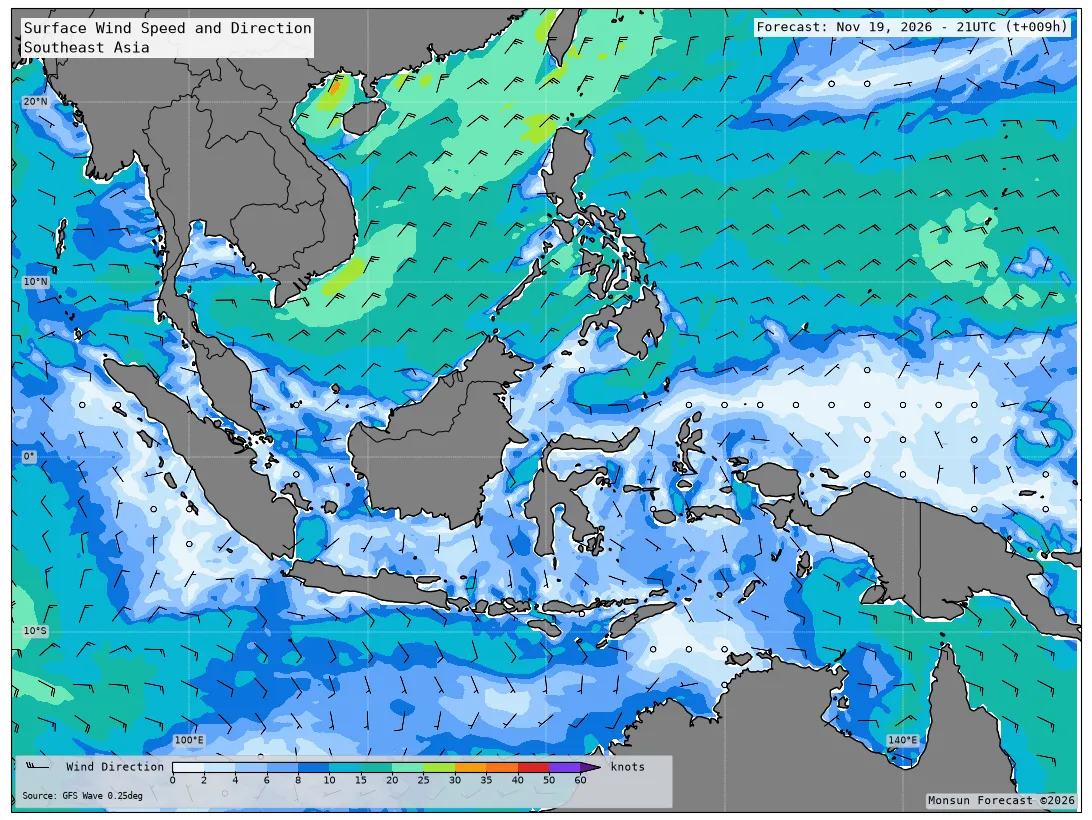 Surface Wind Speed and Direction
Southeast Asia
Forecast: Nov 19, 2026 - 21UTC (t+009h)
20°N
10°N
0°
10°S
100°E
140°E
Wind Direction
0 2 4 6 8 10 15 20 25 30 35 40 50 60
knots
Source: GFS Wave 0.25deg
Monsun Forecast ©2026